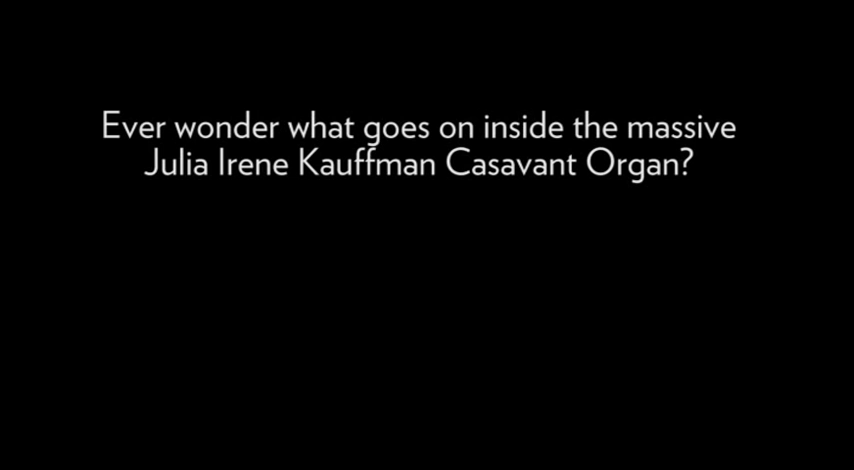 Ever wonder what goes on inside the massive
Julia Irene Kauffman Casavant Organ?